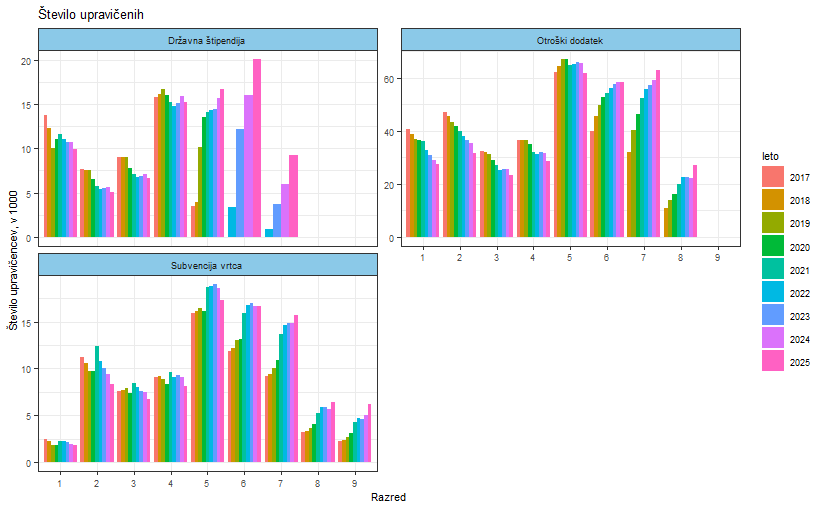 Število upravičenih
Državna štipendija
Otroški dodatek
20
15
10
5
0
60
40
20
0
1 2 3 4 5 6 7 8 9
Subvencija vrtca
15
10
5
0
1 2 3 4 5 6 7 8 9
Razred
Število upravičencev, v 1000
leto
2017
2018
2019
2020
2021
2022
2023
2024
2025